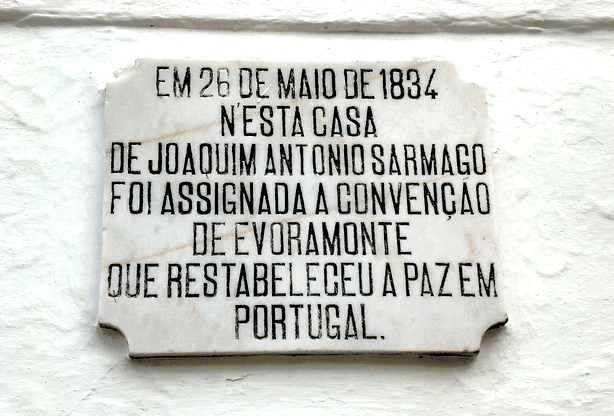 EM 26 DE MAIO DE 1834
N'ESTA CASA
DE JOAQUIM ANTONIO SARMAGO
FOI ASSIGNADA A CONVENÇÃO
DE EVORAMONTE
QUE RESTABELECEU A PAZ EM
PORTUGAL.